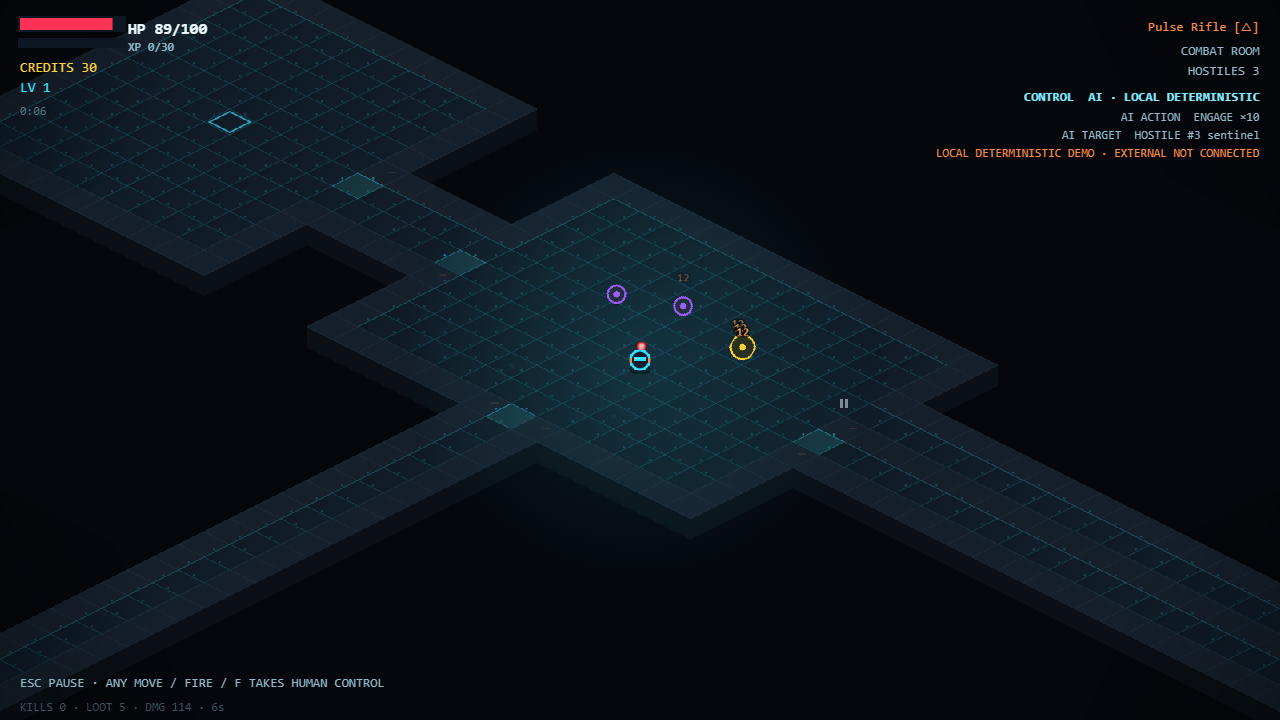 HP 89/100
XP 0/30
CREDITS 30
LV 1
0:06
Pulse Rifle [△]
COMBAT ROOM
HOSTILES 3
CONTROL  AI · LOCAL DETERMINISTIC
AI ACTION  ENGAGE ×10
AI TARGET  HOSTILE #3 sentinel
LOCAL DETERMINISTIC DEMO · EXTERNAL NOT CONNECTED
12
12
ESC PAUSE · ANY MOVE / FIRE / F TAKES HUMAN CONTROL
KILLS 0 · LOOT 5 · DMG 114 · 6s